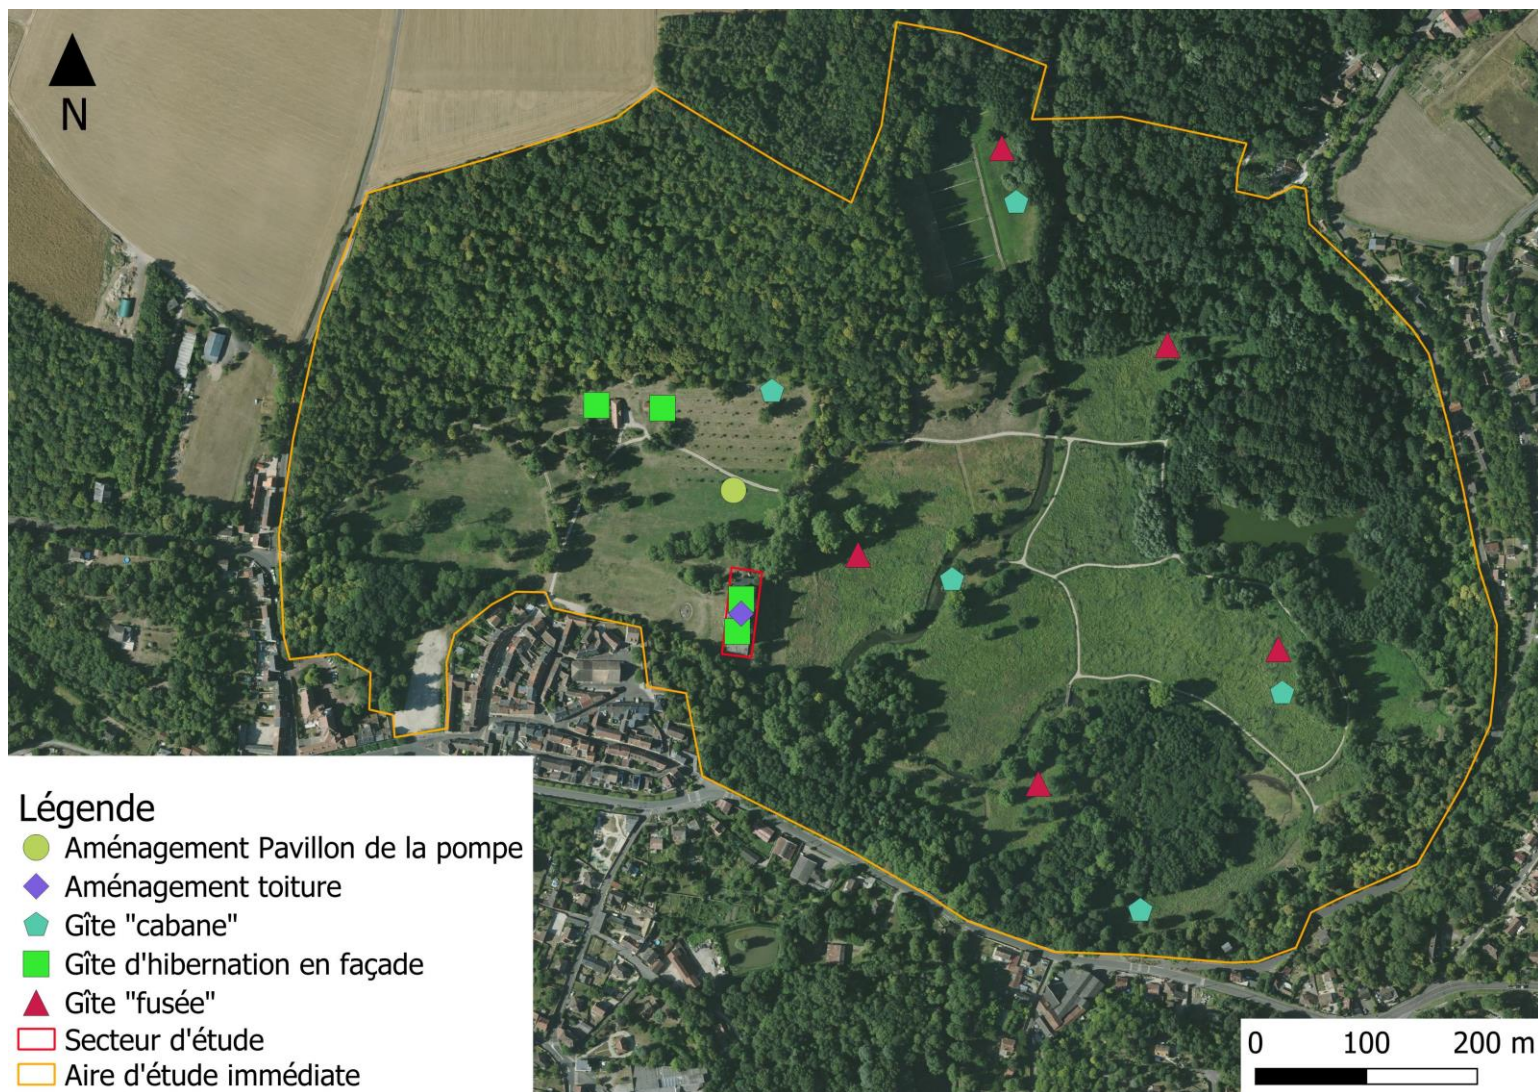 N
Légende
Aménagement Pavillon de la pompe
Aménagement toiture
Gîte "cabane"
Gîte d'hibernation en façade
Gîte "fusée"
Secteur d'étude
Aire d'étude immédiate
0 100 200 m